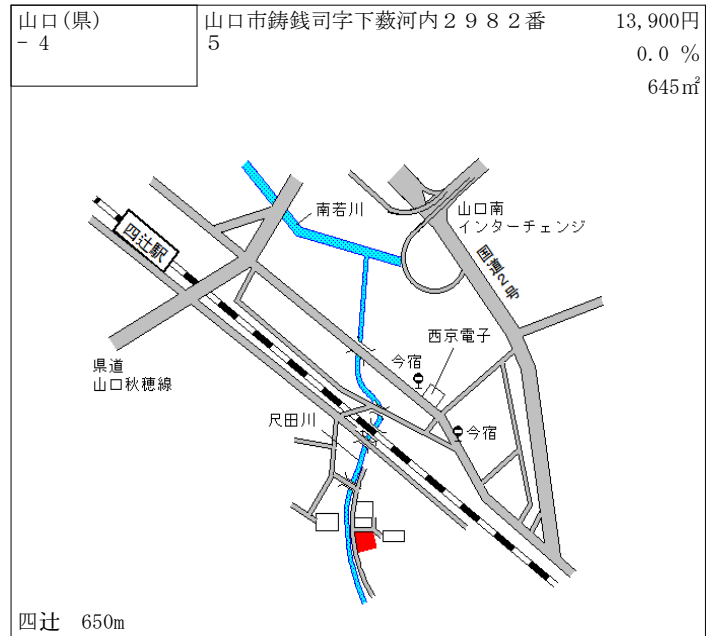 山口(県)
- 4
山口市鋳銭司字下薮河内２９８２番
5
13,900円
0.0 %
645㎡
南若川
山口南
インターチェンジ
四辻駅
国道2号
西京電子
今宿
県道
山口秋穂線
尺田川
今宿
四辻 650m